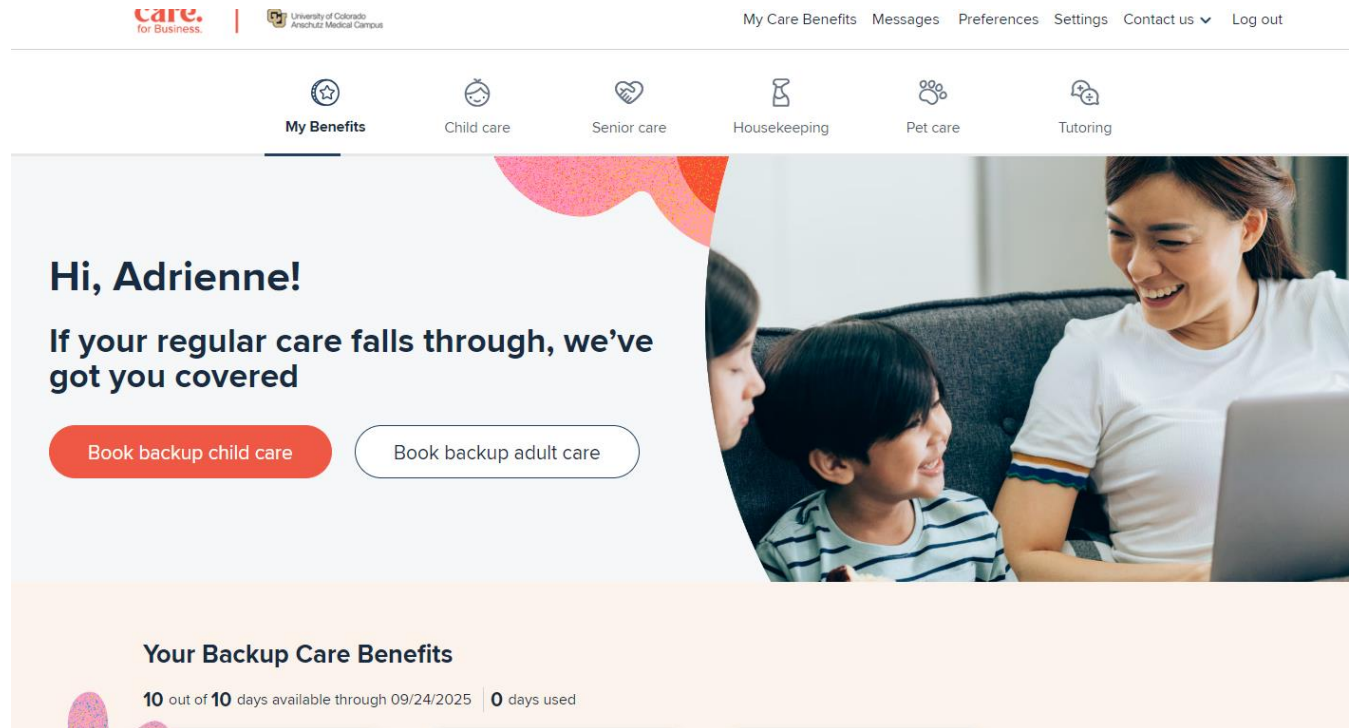 care.
for Business.
University of Colorado
Anschutz Medical Campus
My Care Benefits Messages Preferences Settings Contact us Log out
My Benefits Child care Senior care Housekeeping Pet care Tutoring
Hi, Adrienne!
If your regular care falls through, we've
got you covered
Book backup child care Book backup adult care
Your Backup Care Benefits
10 out of 10 days available through 09/24/2025 0 days used